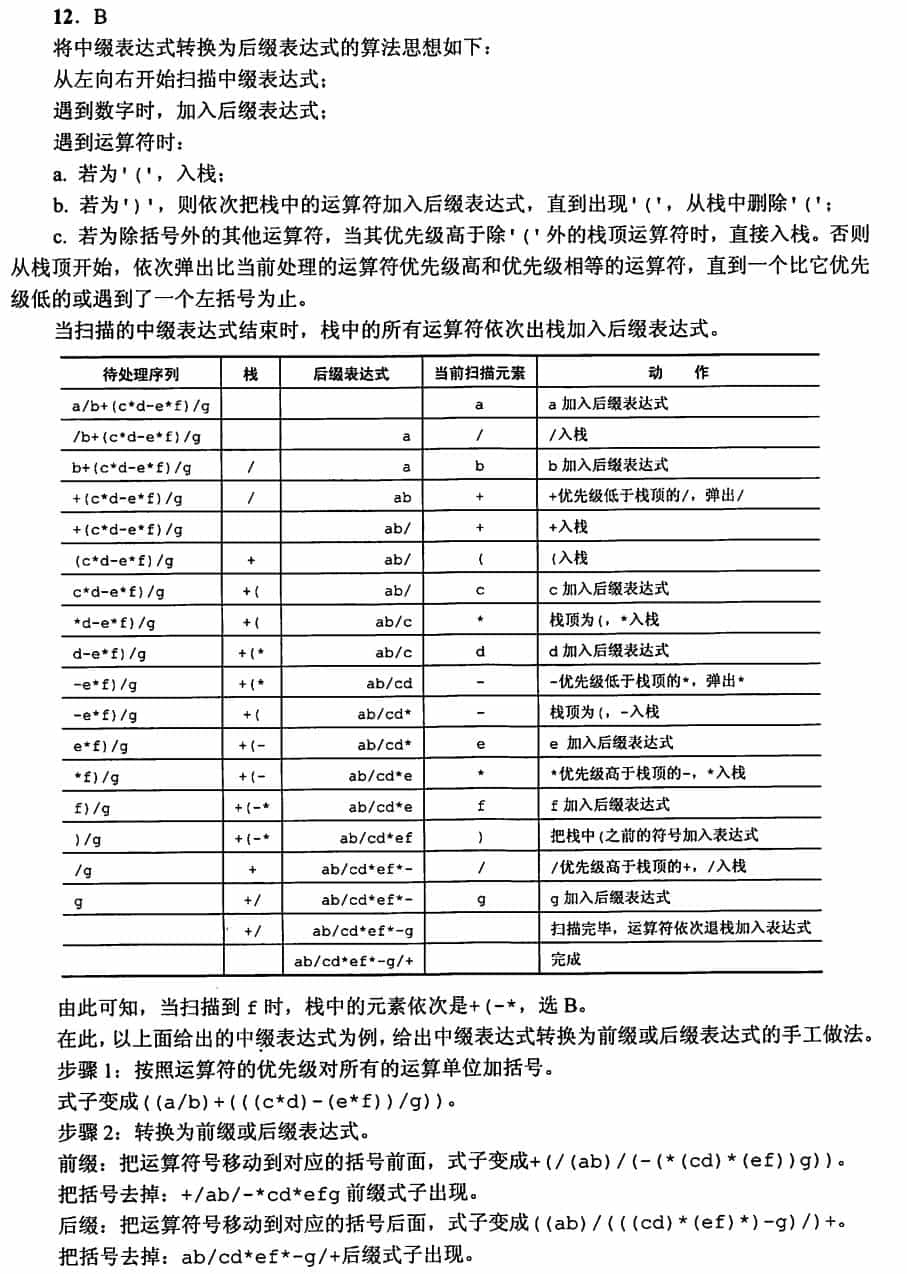 12. B
将中缀表达式转换为后缀表达式的算法思想如下：
从左向右开始扫描中缀表达式；
遇到数字时，加入后缀表达式；
遇到运算符时：
a. 若为'('，入栈；
b. 若为')'，则依次把栈中的运算符加入后缀表达式，直到出现'('，从栈中删除'('；
c. 若为除括号外的其他运算符，当其优先级高于除'('外的栈顶运算符时，直接入栈。否则
从栈顶开始，依次弹出比当前处理的运算符优先级高和优先级相等的运算符，直到一个比它优先
级低的或遇到了一个左括号为止。
当扫描的中缀表达式结束时，栈中的所有运算符依次出栈加入后缀表达式。
待处理序列 栈 后缀表达式 当前扫描元素 动 作
a/b+(c*d-e*f)/g a a加入后缀表达式
/b+(c*d-e*f)/g a / /入栈
b+(c*d-e*f)/g / a b b加入后缀表达式
+(c*d-e*f)/g / ab + +优先级低于栈顶的/，弹出/
+(c*d-e*f)/g ab/ + +入栈
(c*d-e*f)/g + ab/ ( (入栈
c*d-e*f)/g +( ab/ c c加入后缀表达式
*d-e*f)/g +( ab/c * 栈顶为(，*入栈
d-e*f)/g +(* ab/c d d加入后缀表达式
-e*f)/g +(* ab/cd - -优先级低于栈顶的*，弹出*
-e*f)/g +( ab/cd* - 栈顶为(，-入栈
e*f)/g +(- ab/cd* e e 加入后缀表达式
*f)/g +(- ab/cd*e * *优先级高于栈顶的-，*入栈
f)/g +(-* ab/cd*e f f加入后缀表达式
)/g +(-* ab/cd*ef ) 把栈中(之前的符号加入表达式
/g + ab/cd*ef*- / /优先级高于栈顶的+，/入栈
g +/ ab/cd*ef*- g g加入后缀表达式
+/ ab/cd*ef*-g 扫描完毕，运算符依次退栈加入表达式
ab/cd*ef*-g/+ 完成
由此可知，当扫描到 f 时，栈中的元素依次是+(-*，选 B。
在此，以上面给出的中缀表达式为例，给出中缀表达式转换为前缀或后缀表达式的手工做法。
步骤 1：按照运算符的优先级对所有的运算单位加括号。
式子变成((a/b)+(((c*d)-(e*f))/g))。
步骤 2：转换为前缀或后缀表达式。
前缀：把运算符号移动到对应的括号前面，式子变成+(/(ab)/(-(*(cd)*(ef))g))。
把括号去掉：+/ab/-*cd*efg 前缀式子出现。
后缀：把运算符号移动到对应的括号后面，式子变成((ab)/(((cd)*(ef)*)-g)/)+。
把括号去掉：ab/cd*ef*-g/+后缀式子出现。